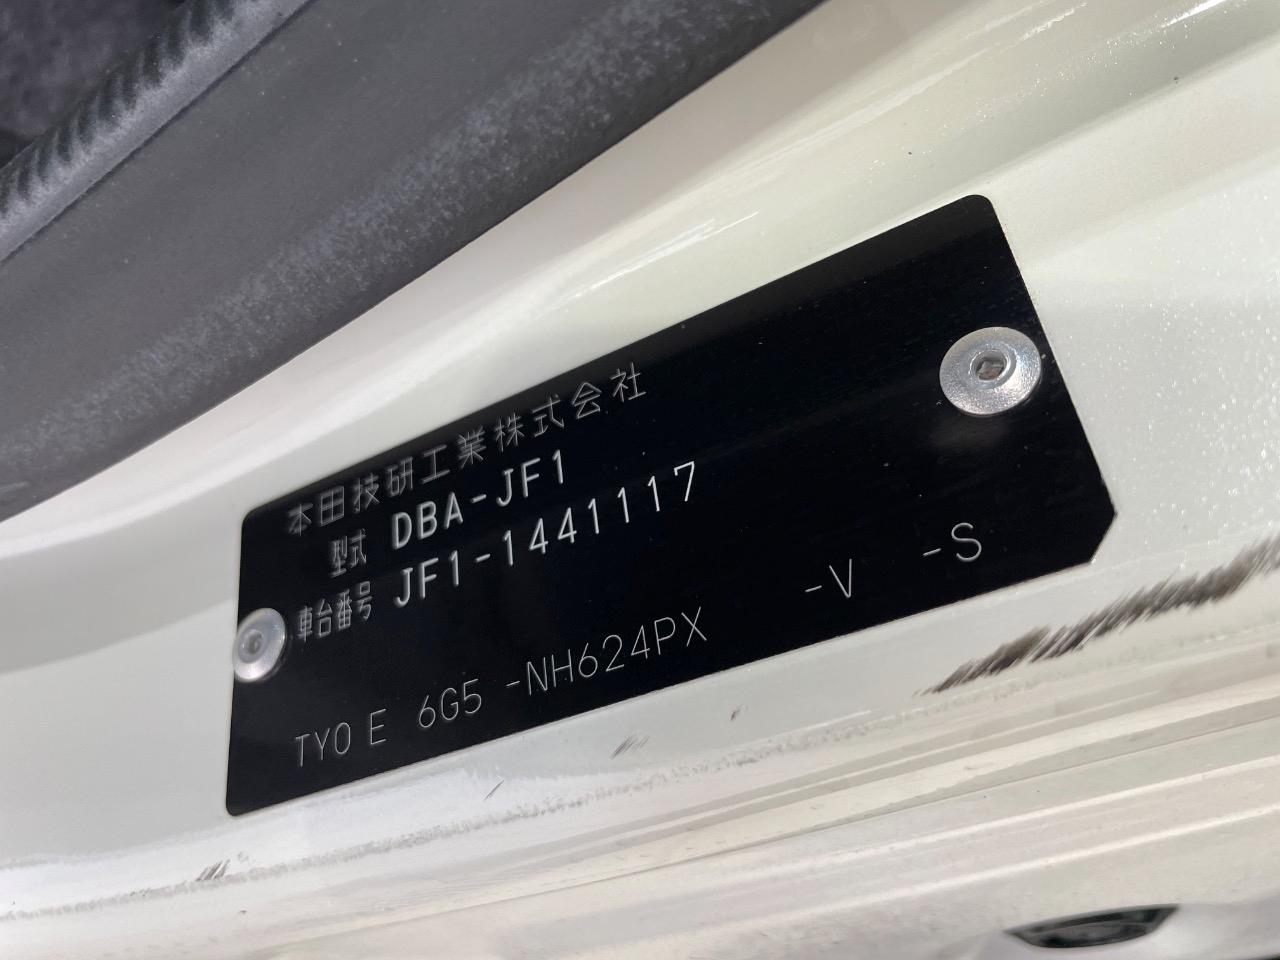 本田技研工業株式会社
型式 DBA-JF1
車台番号 JF1-1441117
TY0 E 6G5 -NH624PX -V -S